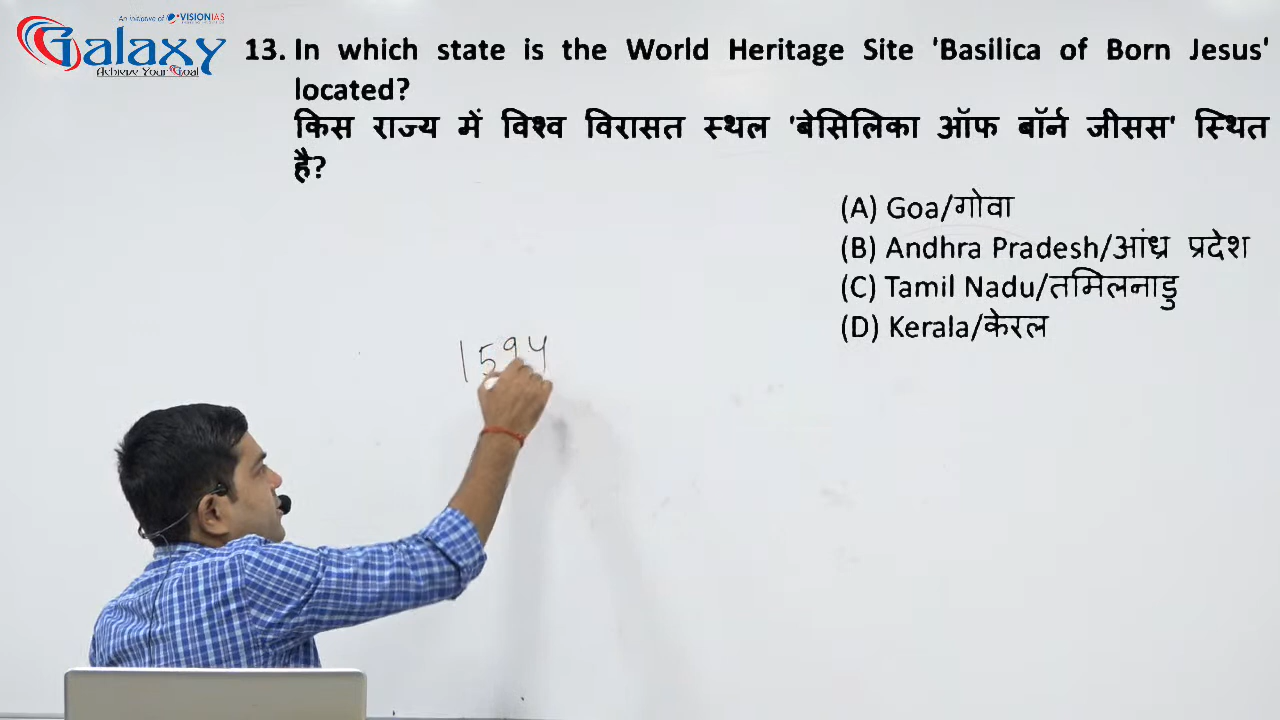 An initiative of VISIONIAS
Galaxy
Achieve Your Goal
13. In which state is the World Heritage Site 'Basilica of Born Jesus'
located?
किस राज्य में विश्व विरासत स्थल 'बेसिलिका ऑफ बॉर्न जीसस' स्थित
है?
(A) Goa/गोवा
(B) Andhra Pradesh/आंध्र प्रदेश
(C) Tamil Nadu/तमिलनाडु
(D) Kerala/केरल
1594